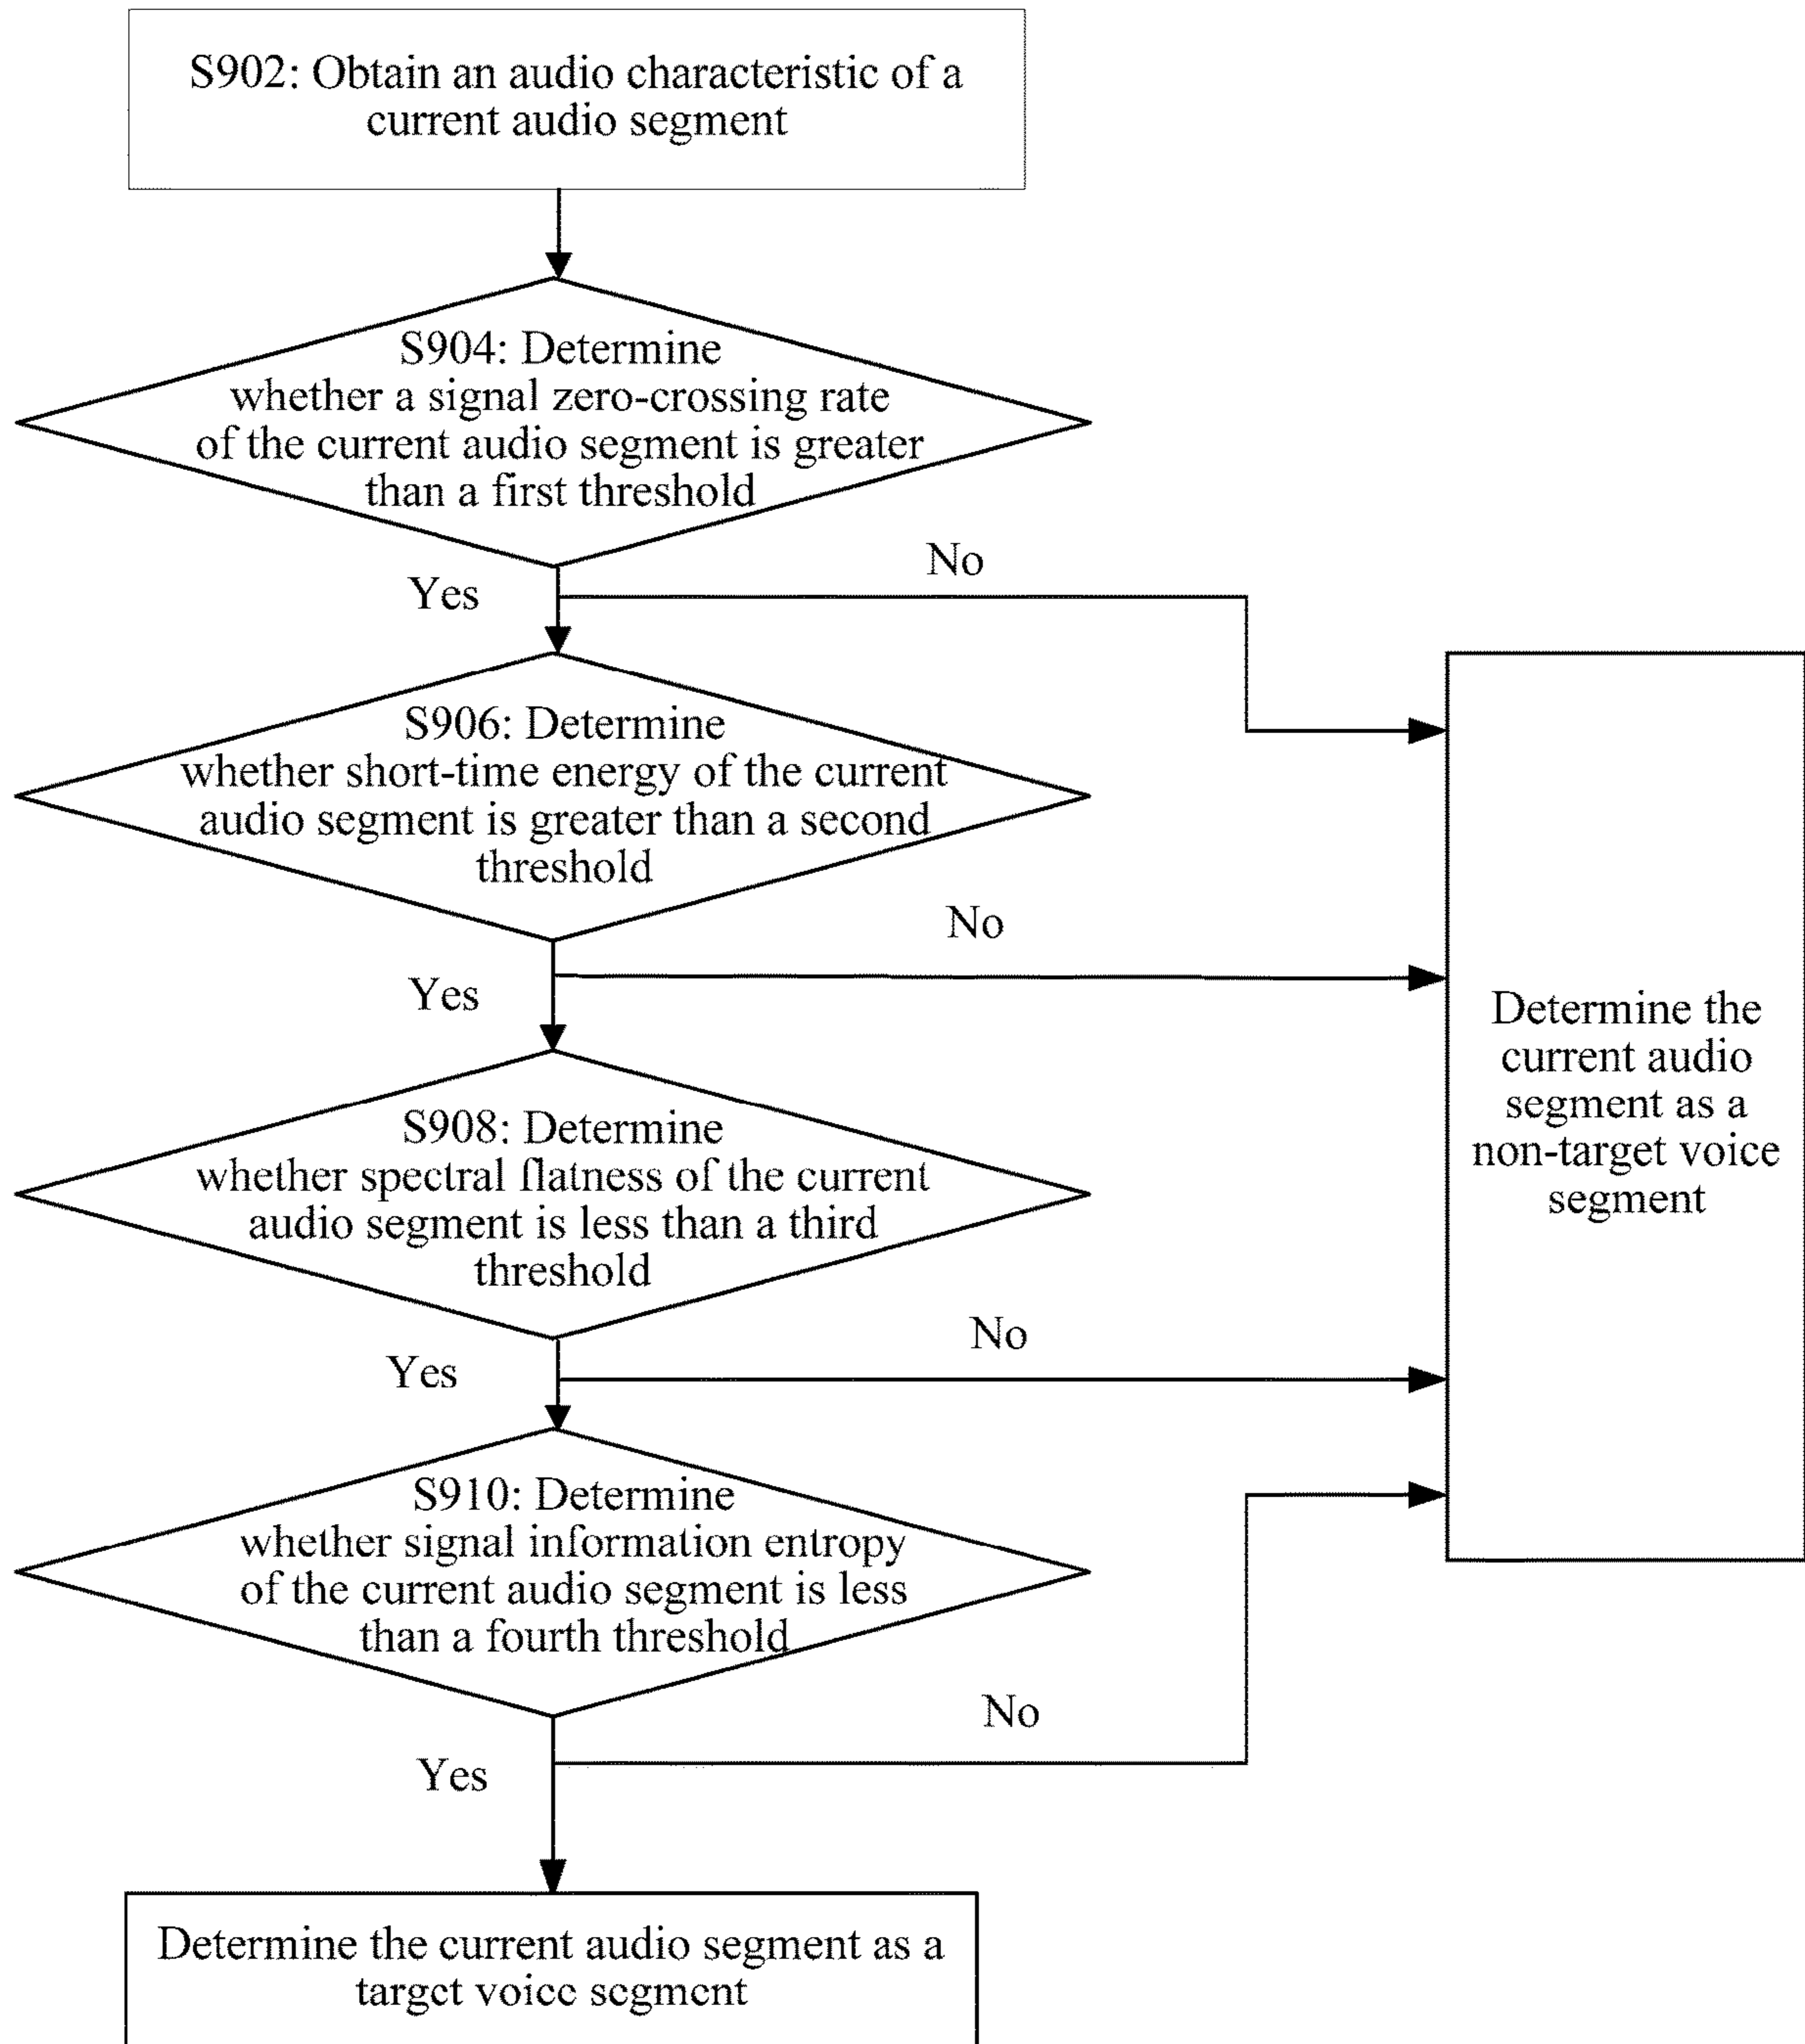 S902: Obtain an audio characteristic of a
current audio segment
S904: Determine
whether a signal zero-crossing rate
of the current audio segment is greater
than a first threshold
No
Yes
S906: Determine
whether short-time energy of the current
audio segment is greater than a second
threshold
No
Yes
S908: Determine
whether spectral flatness of the current
audio segment is less than a third
threshold
No
Yes
S910: Determine
whether signal information entropy
of the current audio segment is less
than a fourth threshold
No
Yes
Determine the current audio segment as a
target voice segment
Determine the
current audio
segment as a
non-target voice
segment